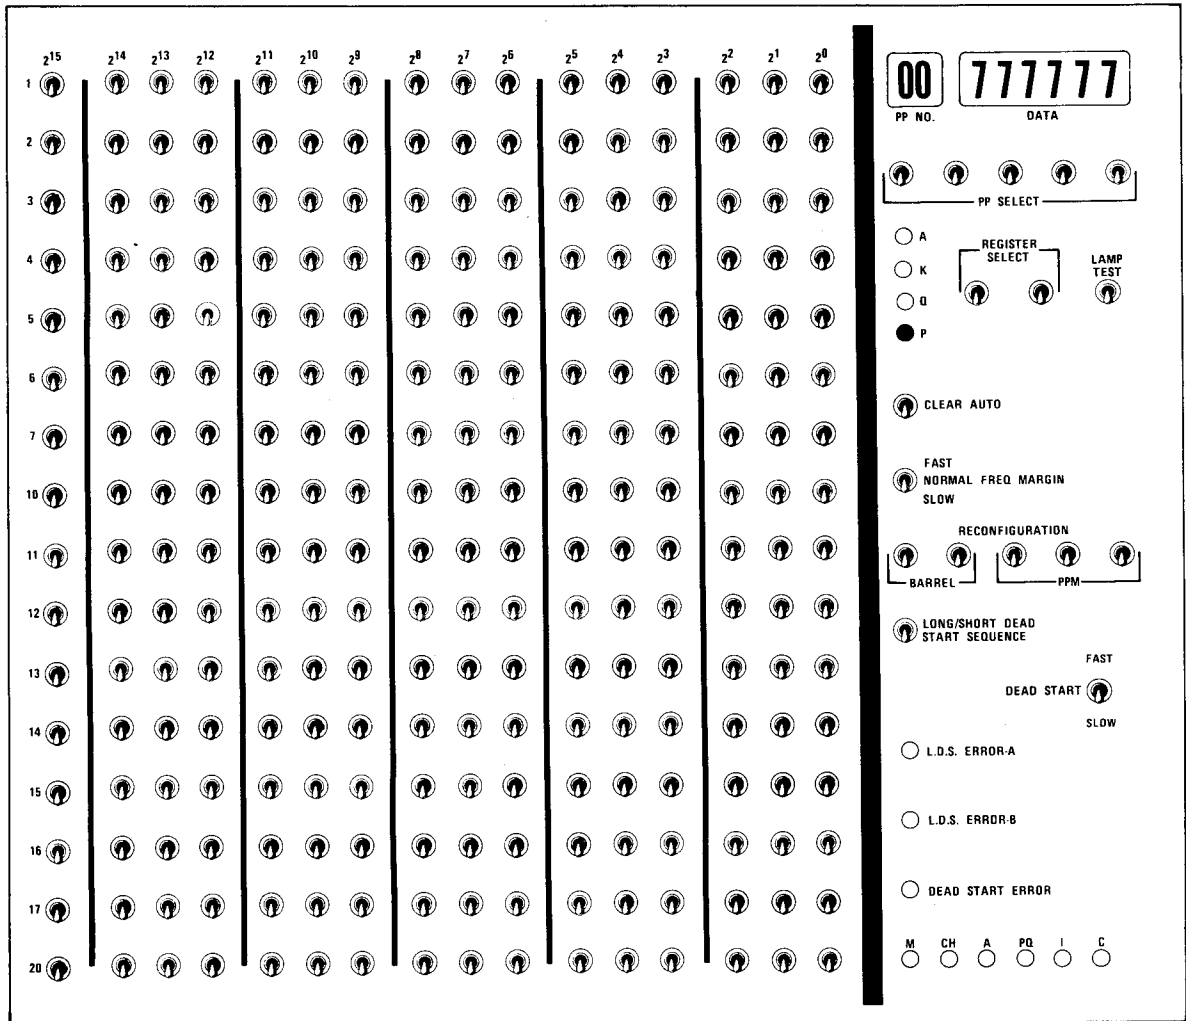 2^15 2^14 2^13 2^12 2^11 2^10 2^9 2^8 2^7 2^6 2^5 2^4 2^3 2^2 2^1 2^0
1
2
3
4
5
6
7
10
11
12
13
14
15
16
17
20
00 777777
PP NO. DATA
PP SELECT
A
K
Q
P
REGISTER
SELECT
LAMP
TEST
CLEAR AUTO
FAST
NORMAL FREQ MARGIN
SLOW
RECONFIGURATION
BARREL PPM
LONG/SHORT DEAD
START SEQUENCE
FAST
DEAD START
SLOW
L.D.S. ERROR-A
L.D.S. ERROR-B
DEAD START ERROR
M CH A PQ I C